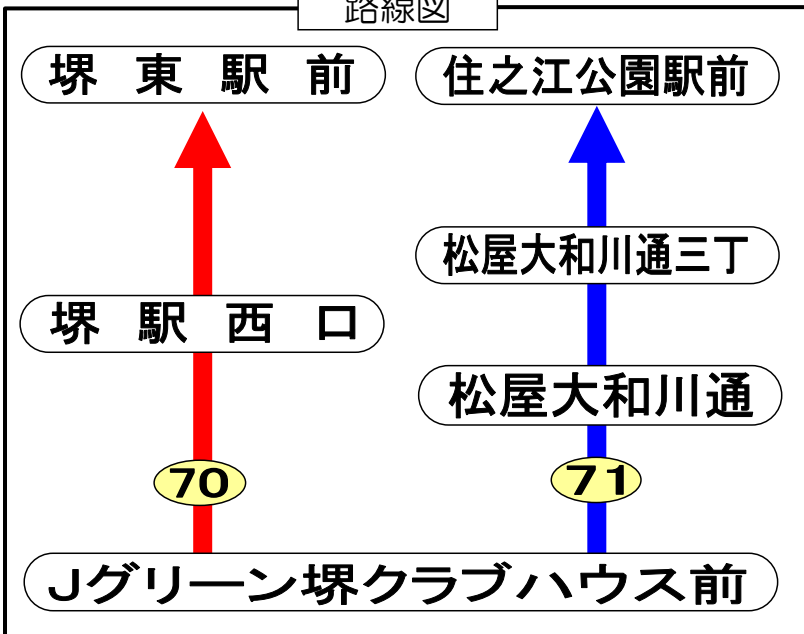 路線図
堺東駅前
住之江公園駅前
松屋大和川通三丁
堺駅西口
松屋大和川通
70
71
Jグリーン堺クラブハウス前